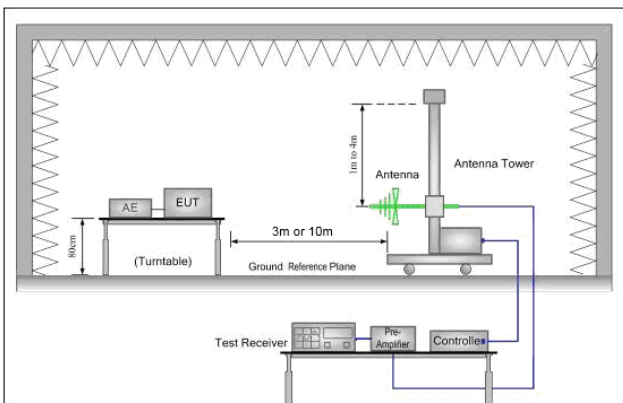 1m to 4m
Antenna
Antenna Tower
AE
EUT
80cm
(Turntable)
3m or 10m
Ground Reference Plane
Test Receiver
Pre-
Amplifier
Controlle